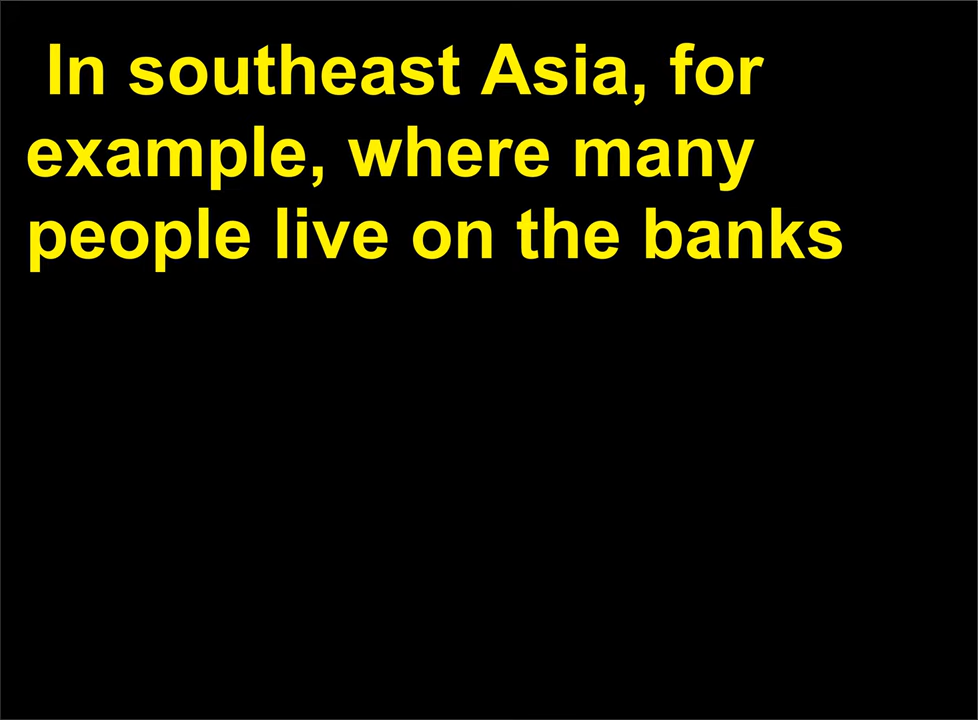 In southeast Asia, for
example, where many
people live on the banks